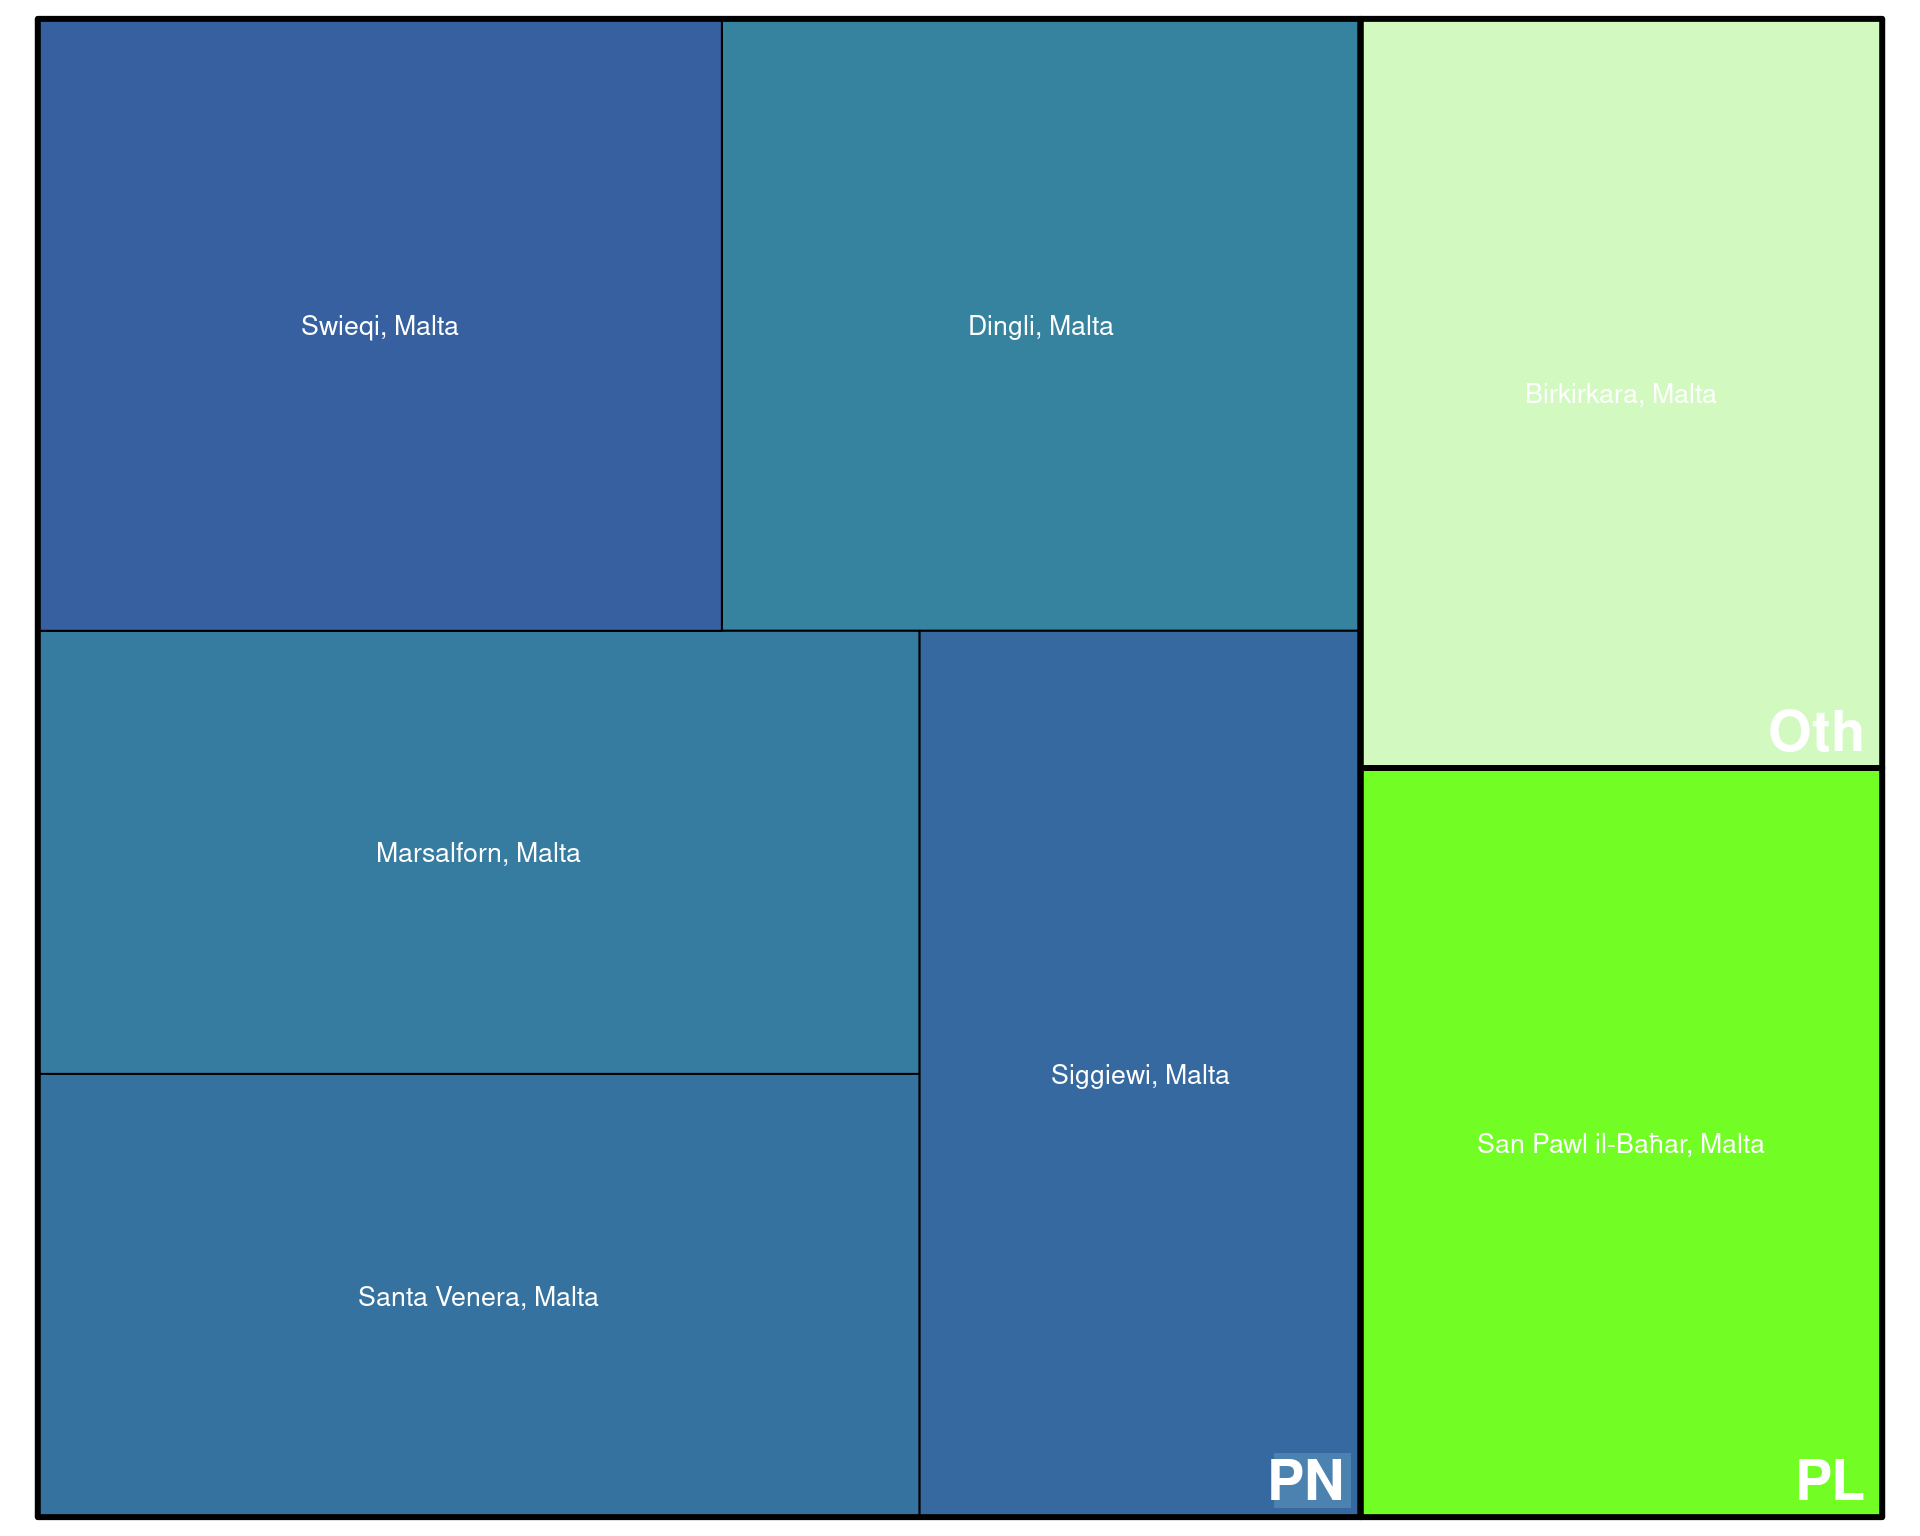 Swieqi, Malta
Dingli, Malta
Birkirkara, Malta
Oth
Marsalforn, Malta
Siggiewi, Malta
San Pawl il-Baħar, Malta
Santa Venera, Malta
PN
PL